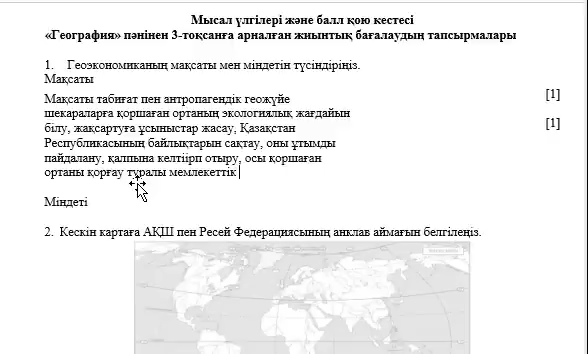 Мысал үлгілері және балл қою кестесі
«География» пәнінен 3-тоқсанға арналған жиынтық бағалаудың тапсырмалары
1. Геоэкономиканың мақсаты мен міндетін түсіндіріңіз.
Мақсаты
Мақсаты табиғат пен антропагендік геожүйе [1]
шекараларға қоршаған ортаның экологиялық жағдайын
білу, жақсартуға ұсыныстар жасау, Қазақстан [1]
Республикасының байлықтарын сақтау, оны ұтымды
пайдалану, қалпына келтіірп отыру, осы қоршаған
ортаны қорғау туралы мемлекеттік
Міндеті
2. Кескін картаға АҚШ пен Ресей Федерациясының анклав аймағын белгілеңіз.